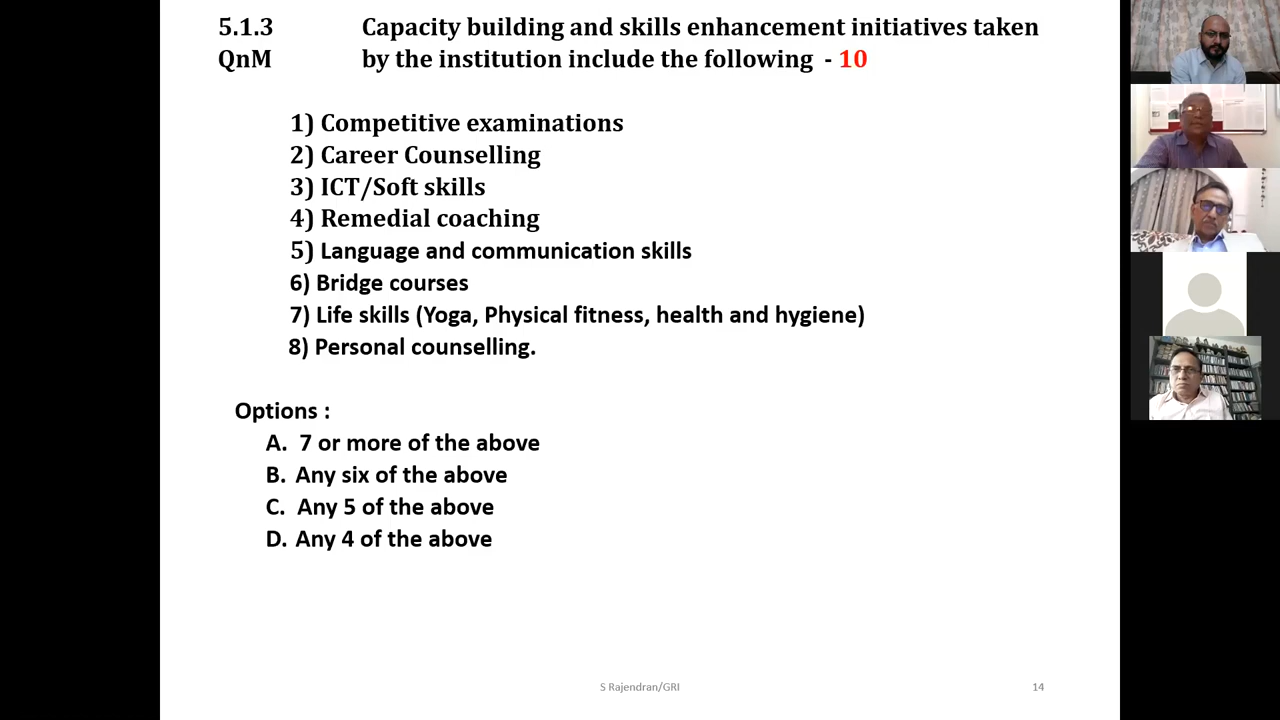 5.1.3 Capacity building and skills enhancement initiatives taken
QnM by the institution include the following - 10
1) Competitive examinations
2) Career Counselling
3) ICT/Soft skills
4) Remedial coaching
5) Language and communication skills
6) Bridge courses
7) Life skills (Yoga, Physical fitness, health and hygiene)
8) Personal counselling.
Options :
A. 7 or more of the above
B. Any six of the above
C. Any 5 of the above
D. Any 4 of the above
S Rajendran/GRI 14